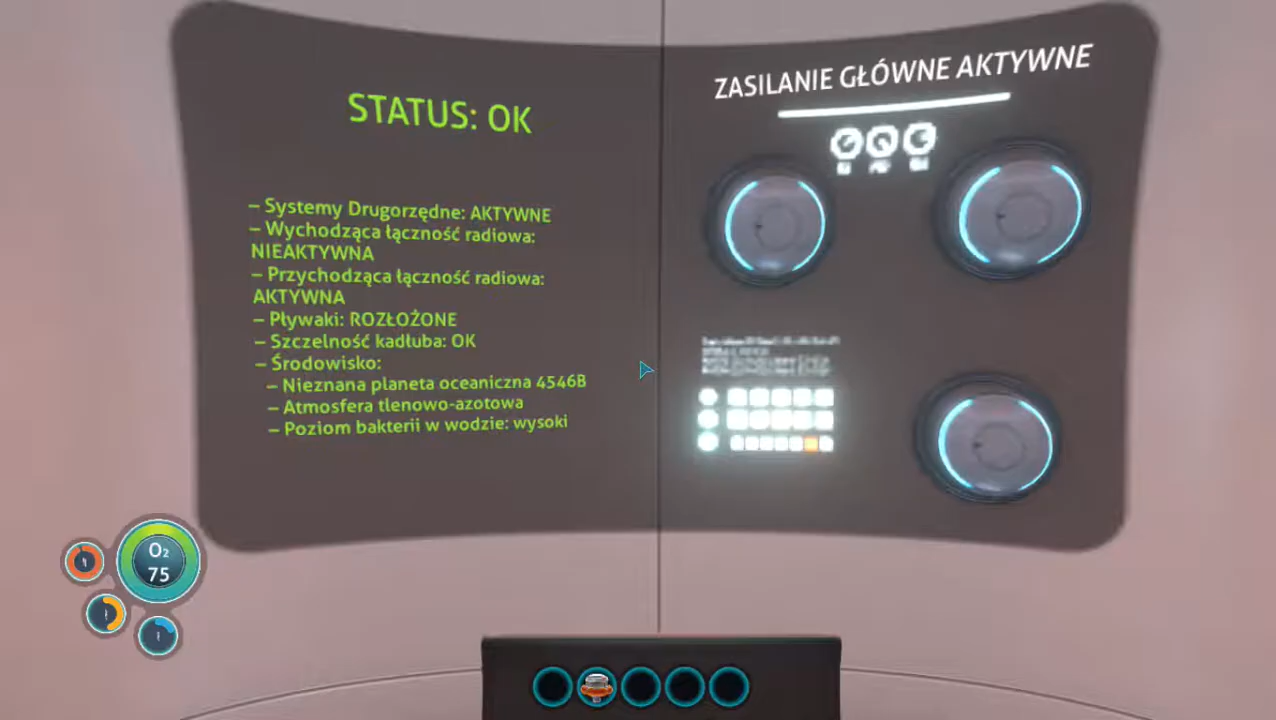 STATUS: OK
– Systemy Drugorzędne: AKTYWNE
– Wychodząca łączność radiowa:
NIEAKTYWNA
– Przychodząca łączność radiowa:
AKTYWNA
– Pływaki: ROZŁOŻONE
– Szczelność kadłuba: OK
– Środowisko:
– Nieznana planeta oceaniczna 4546B
– Atmosfera tlenowo-azotowa
– Poziom bakterii w wodzie: wysoki
ZASILANIE GŁÓWNE AKTYWNE
O₂
75